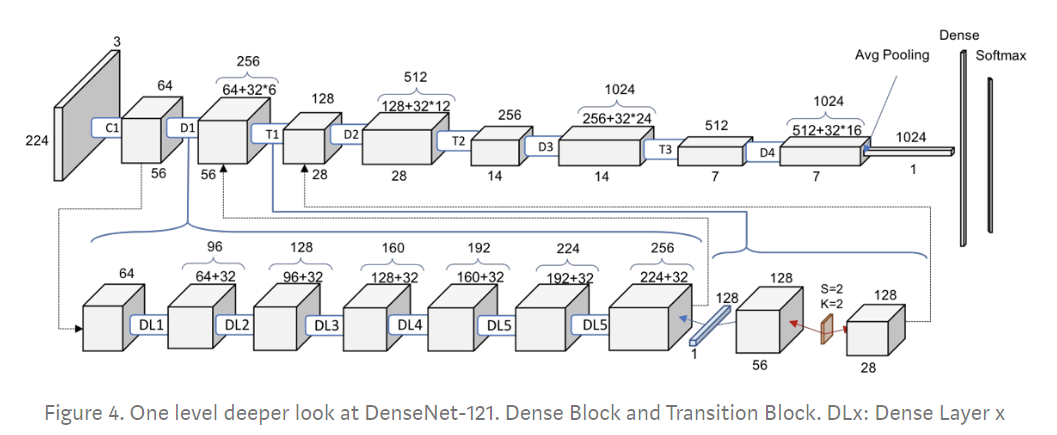 Dense
Softmax
Avg Pooling
3
224
C1
64
56
D1
256
64+32*6
56
T1
128
28
D2
512
128+32*12
28
T2
256
14
D3
1024
256+32*24
14
T3
512
7
D4
1024
512+32*16
7
1024
1
64
DL1
96
64+32
DL2
128
96+32
DL3
160
128+32
DL4
192
160+32
DL5
224
192+32
DL5
256
224+32
128
1
128
56
S=2
K=2
128
28
Figure 4. One level deeper look at DenseNet-121. Dense Block and Transition Block. DLx: Dense Layer x